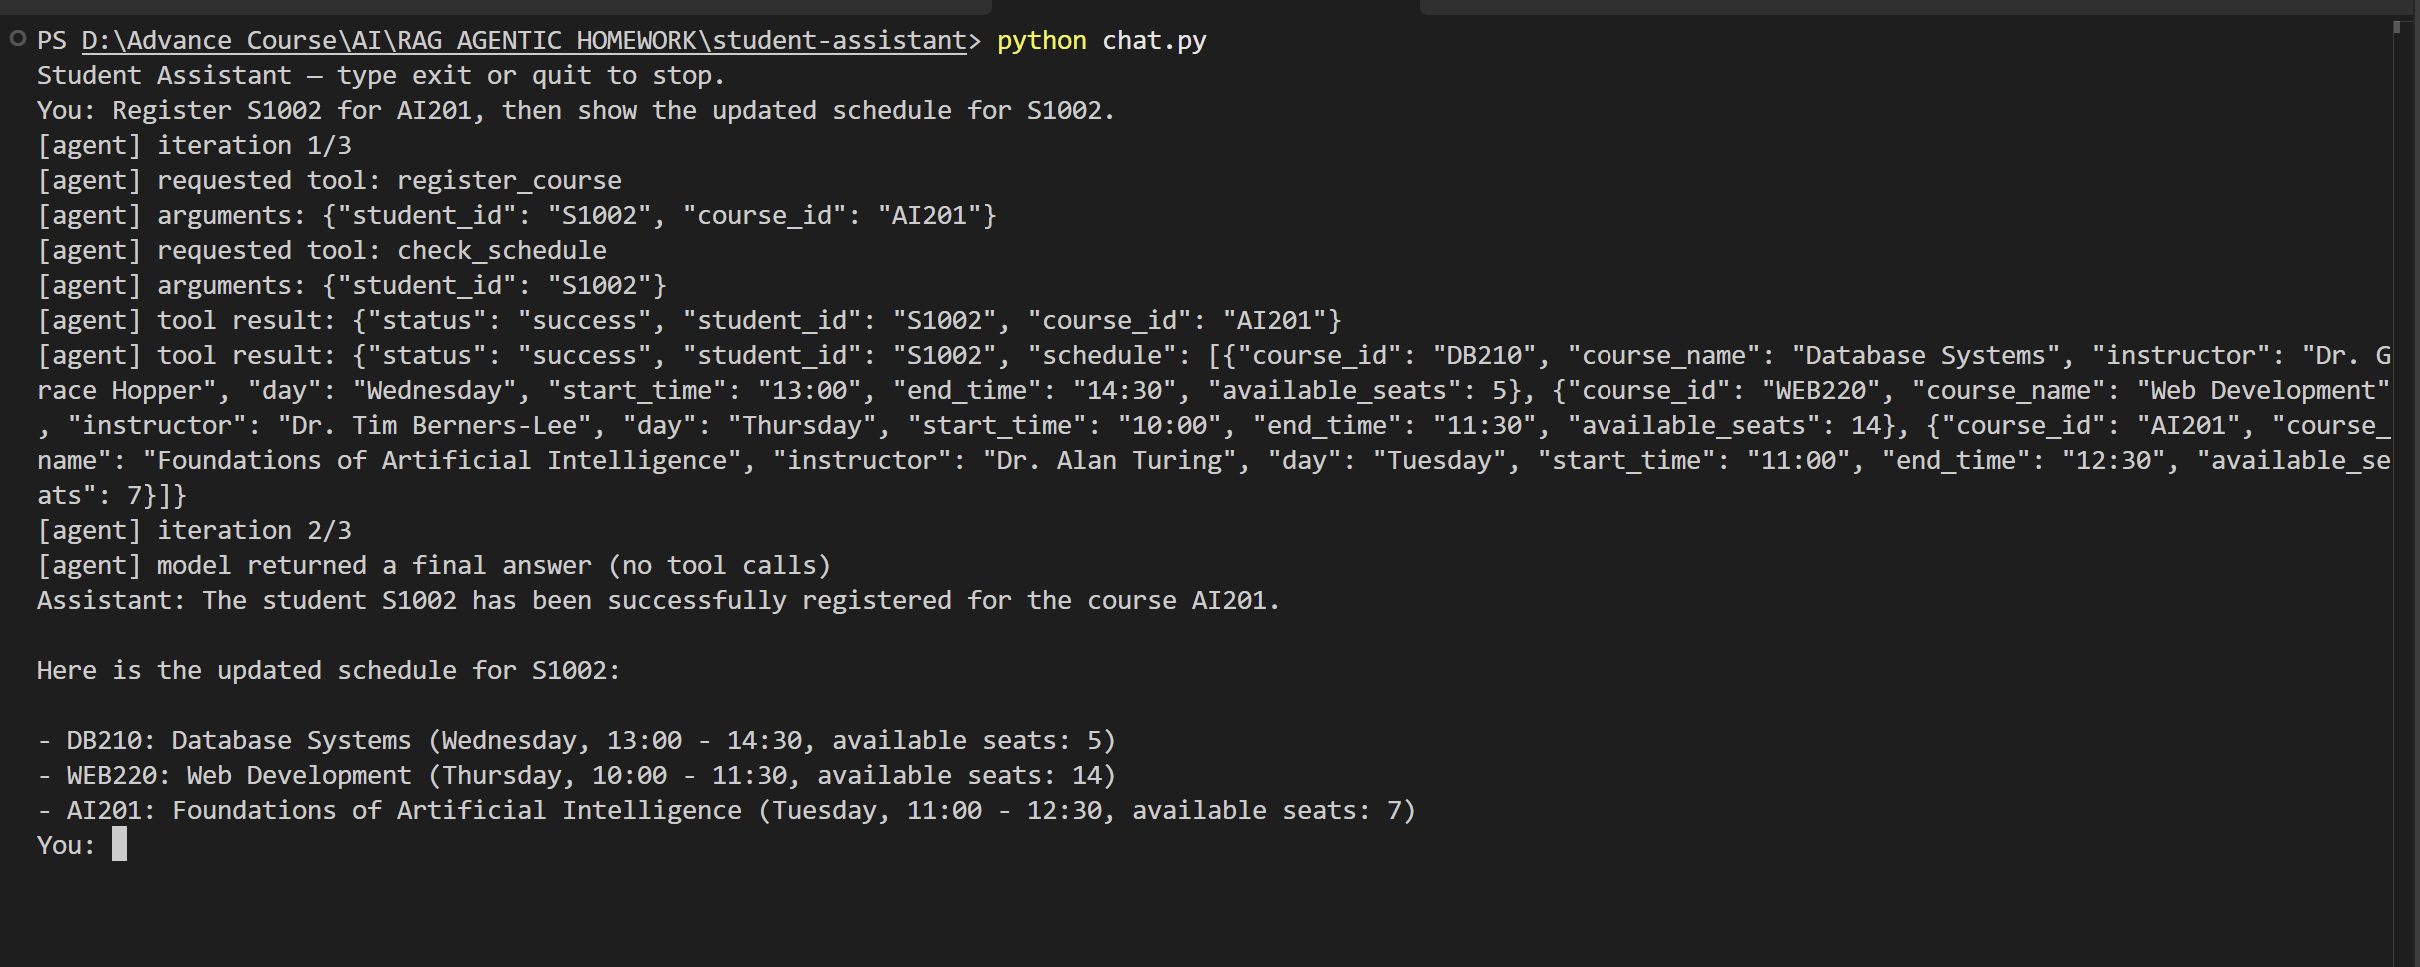 PS D:\Advance Course\AI\RAG AGENTIC HOMEWORK\student-assistant> python chat.py
Student Assistant — type exit or quit to stop.
You: Register S1002 for AI201, then show the updated schedule for S1002.
[agent] iteration 1/3
[agent] requested tool: register_course
[agent] arguments: {"student_id": "S1002", "course_id": "AI201"}
[agent] requested tool: check_schedule
[agent] arguments: {"student_id": "S1002"}
[agent] tool result: {"status": "success", "student_id": "S1002", "course_id": "AI201"}
[agent] tool result: {"status": "success", "student_id": "S1002", "schedule": [{"course_id": "DB210", "course_name": "Database Systems", "instructor": "Dr. G
race Hopper", "day": "Wednesday", "start_time": "13:00", "end_time": "14:30", "available_seats": 5}, {"course_id": "WEB220", "course_name": "Web Development"
, "instructor": "Dr. Tim Berners-Lee", "day": "Thursday", "start_time": "10:00", "end_time": "11:30", "available_seats": 14}, {"course_id": "AI201", "course_
name": "Foundations of Artificial Intelligence", "instructor": "Dr. Alan Turing", "day": "Tuesday", "start_time": "11:00", "end_time": "12:30", "available_se
ats": 7}]}
[agent] iteration 2/3
[agent] model returned a final answer (no tool calls)
Assistant: The student S1002 has been successfully registered for the course AI201.
Here is the updated schedule for S1002:
- DB210: Database Systems (Wednesday, 13:00 - 14:30, available seats: 5)
- WEB220: Web Development (Thursday, 10:00 - 11:30, available seats: 14)
- AI201: Foundations of Artificial Intelligence (Tuesday, 11:00 - 12:30, available seats: 7)
You: